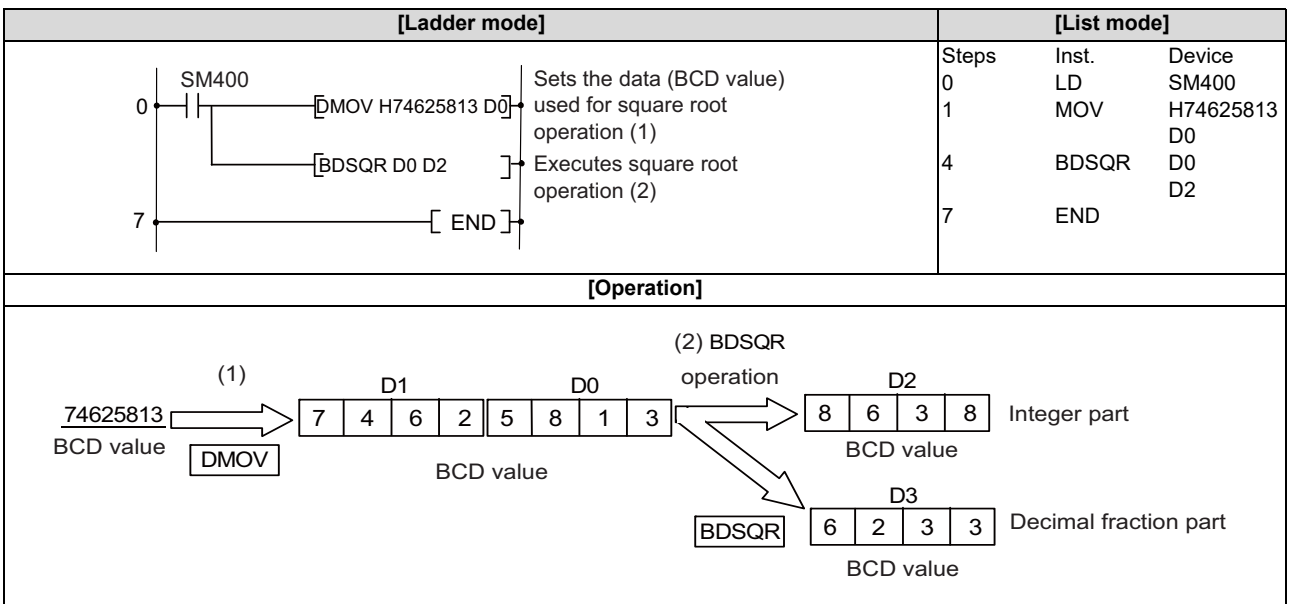 [Ladder mode]
[List mode]
SM400
0
[DMOV H74625813 D0]
Sets the data (BCD value)
used for square root
operation (1)
[BDSQR D0 D2 ]
Executes square root
operation (2)
7
[ END ]
Steps Inst. Device
0 LD SM400
1 MOV H74625813
D0
4 BDSQR D0
D2
7 END
[Operation]
(1)
74625813
BCD value
DMOV
D1 D0
7 4 6 2 5 8 1 3
BCD value
(2) BDSQR
operation
D2
8 6 3 8 Integer part
BCD value
BDSQR
D3
6 2 3 3 Decimal fraction part
BCD value